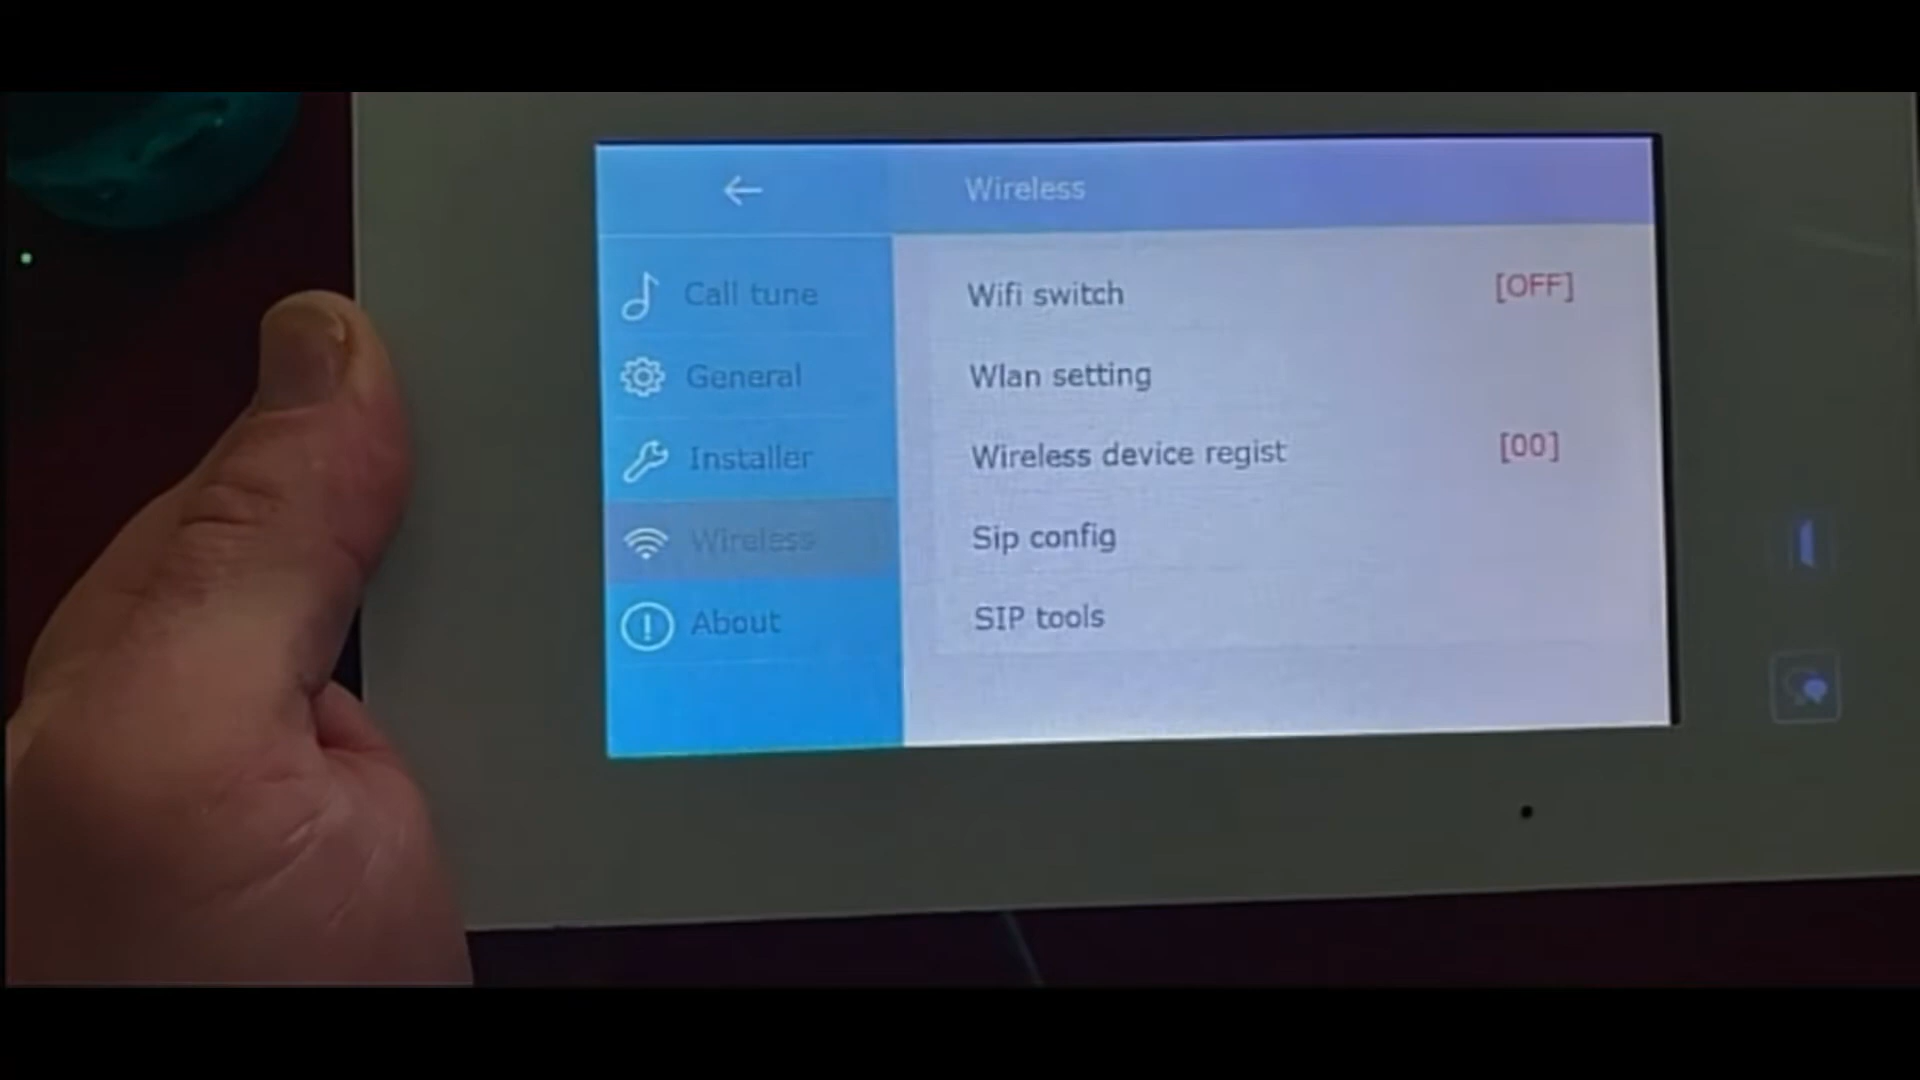 Wireless
Call tune
General
Installer
Wireless
About
Wifi switch [OFF]
Wlan setting
Wireless device regist [00]
Sip config
SIP tools